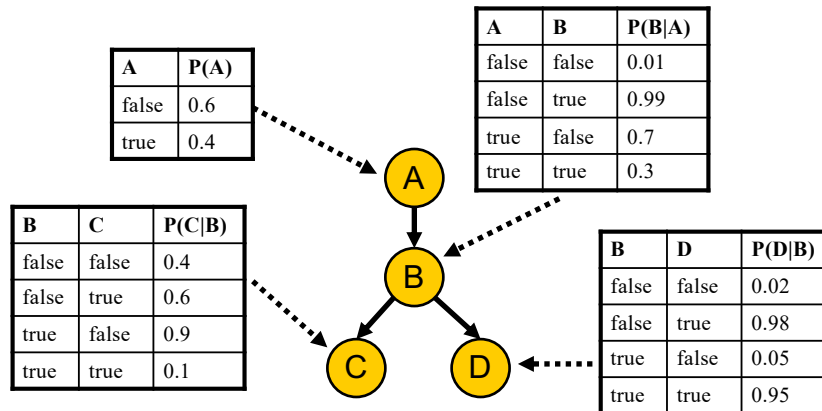 A P(A)
false 0.6
true 0.4
A B P(B|A)
false false 0.01
false true 0.99
true false 0.7
true true 0.3
A
B C P(C|B)
false false 0.4
false true 0.6
true false 0.9
true true 0.1
B
B D P(D|B)
false false 0.02
false true 0.98
true false 0.05
true true 0.95
C D